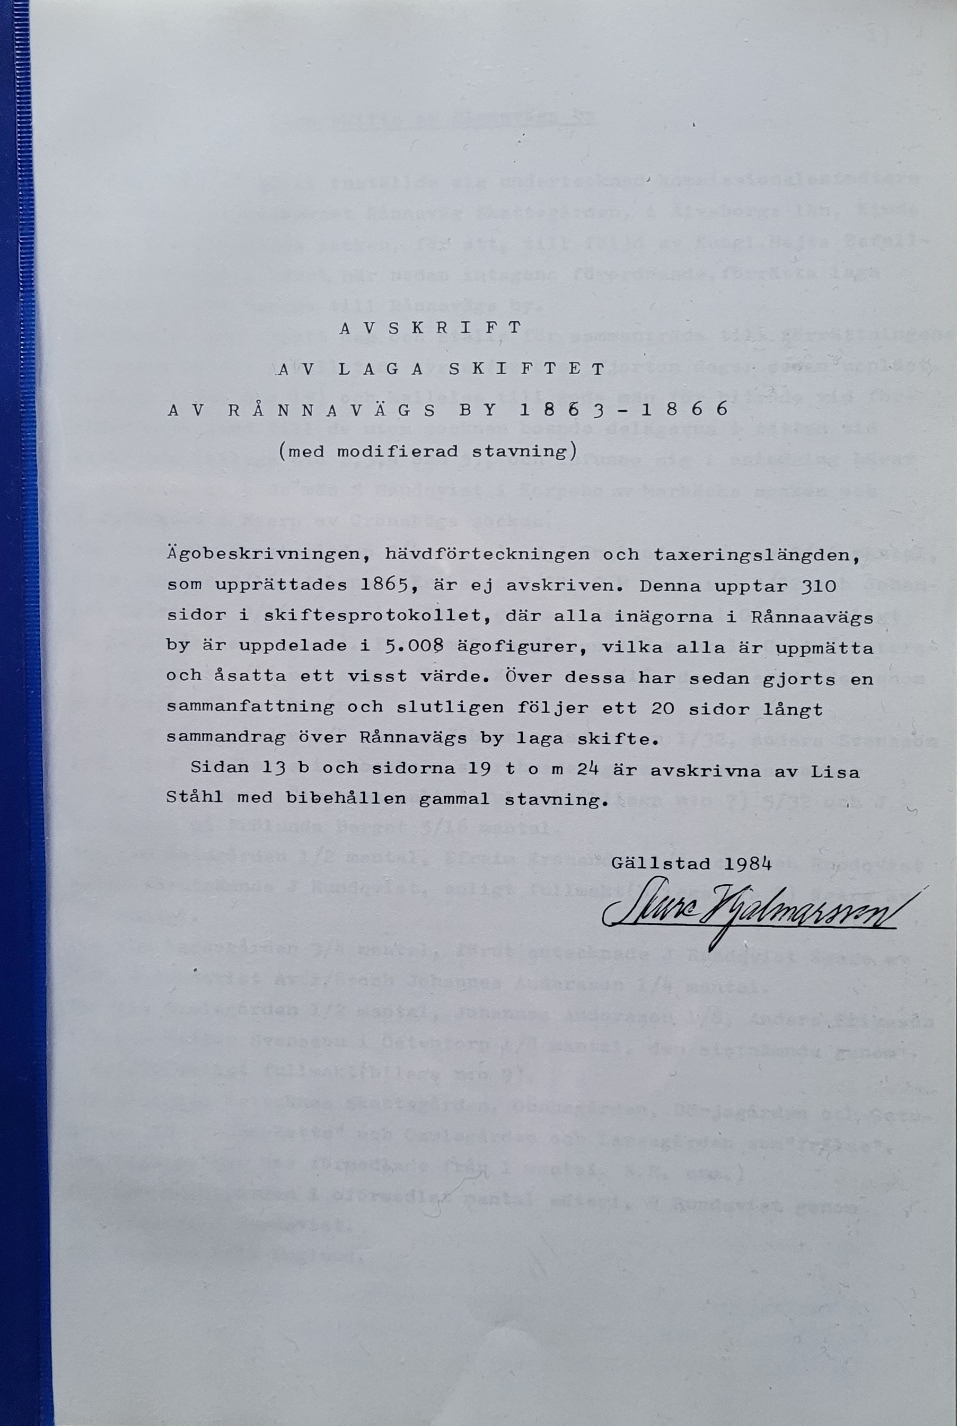 A V S K R I F T
A V  L A G A  S K I F T E T
A V  R Å N N A V Ä G S  B Y  1 8 6 3 - 1 8 6 6
(med modifierad stavning)
Ägobeskrivningen, hävdförteckningen och taxeringslängden,
som upprättades 1865, är ej avskriven. Denna upptar 310
sidor i skiftesprotokollet, där alla inägorna i Rånnaavägs
by är uppdelade i 5.008 ägofigurer, vilka alla är uppmätta
och åsatta ett visst värde. Över dessa har sedan gjorts en
sammanfattning och slutligen följer ett 20 sidor långt
sammandrag över Rånnavägs by laga skifte.
Sidan 13 b och sidorna 19 t o m 24 är avskrivna av Lisa
Ståhl med bibehållen gammal stavning.
Gällstad 1984
Sture Hjalmarsson